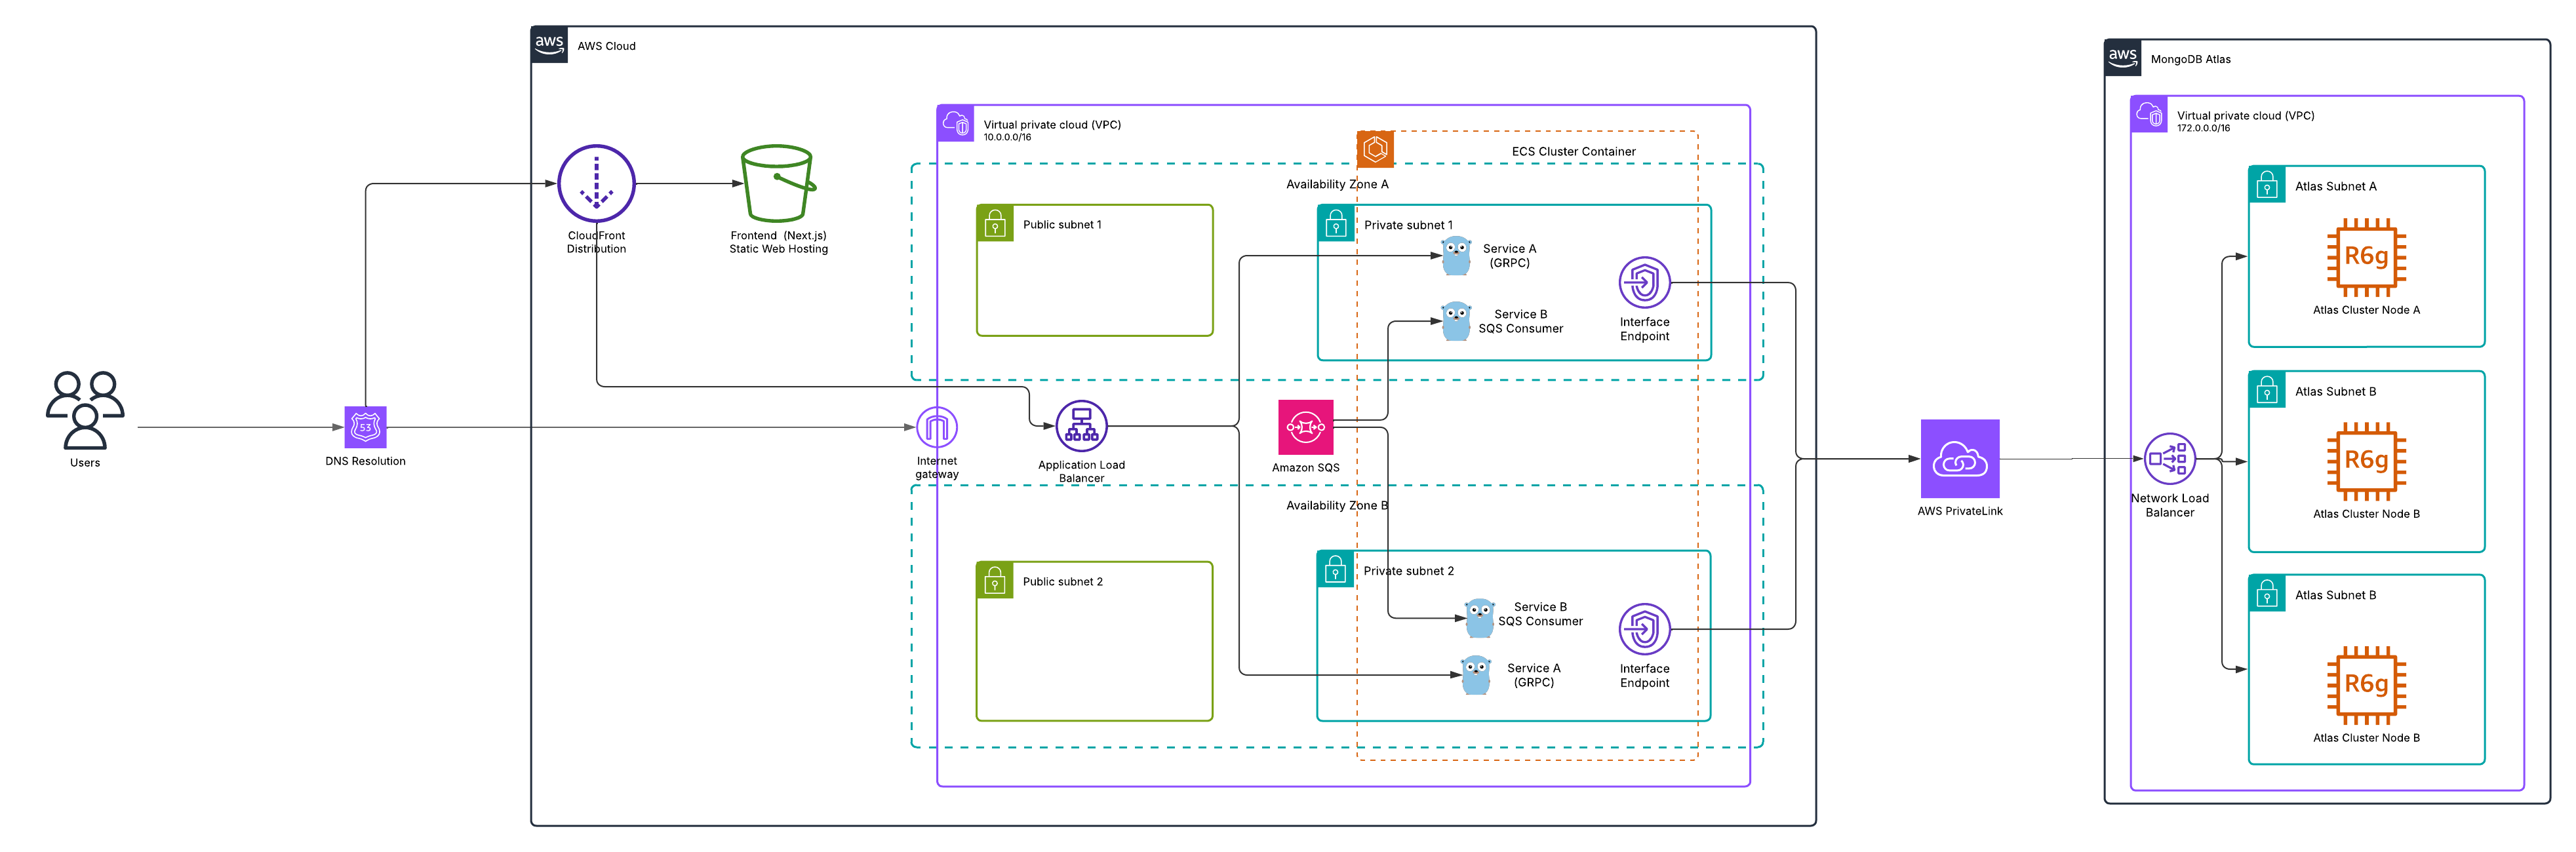 aws
AWS Cloud
Virtual private cloud (VPC)
10.0.0.0/16
ECS Cluster Container
Availability Zone A
Public subnet 1
Private subnet 1
Service A
(GRPC)
Service B
SQS Consumer
Interface
Endpoint
CloudFront
Distribution
Frontend (Next.js)
Static Web Hosting
Users
53
DNS Resolution
Internet
gateway
Application Load
Balancer
Amazon SQS
Availability Zone B
Public subnet 2
Private subnet 2
Service B
SQS Consumer
Service A
(GRPC)
Interface
Endpoint
AWS PrivateLink
aws
MongoDB Atlas
Virtual private cloud (VPC)
172.0.0.0/16
Network Load
Balancer
Atlas Subnet A
R6g
Atlas Cluster Node A
Atlas Subnet B
R6g
Atlas Cluster Node B
Atlas Subnet B
R6g
Atlas Cluster Node B